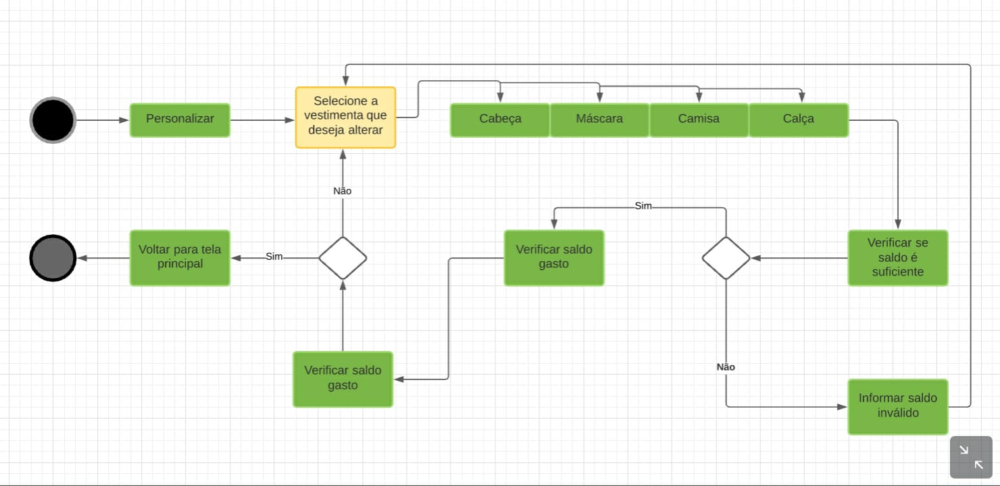 Personalizar
Selecione a
vestimenta que
deseja alterar
Cabeça
Máscara
Camisa
Calça
Não
Sim
Voltar para tela
principal
Sim
Verificar saldo
gasto
Verificar se
saldo é
suficiente
Verificar saldo
gasto
Não
Informar saldo
inválido